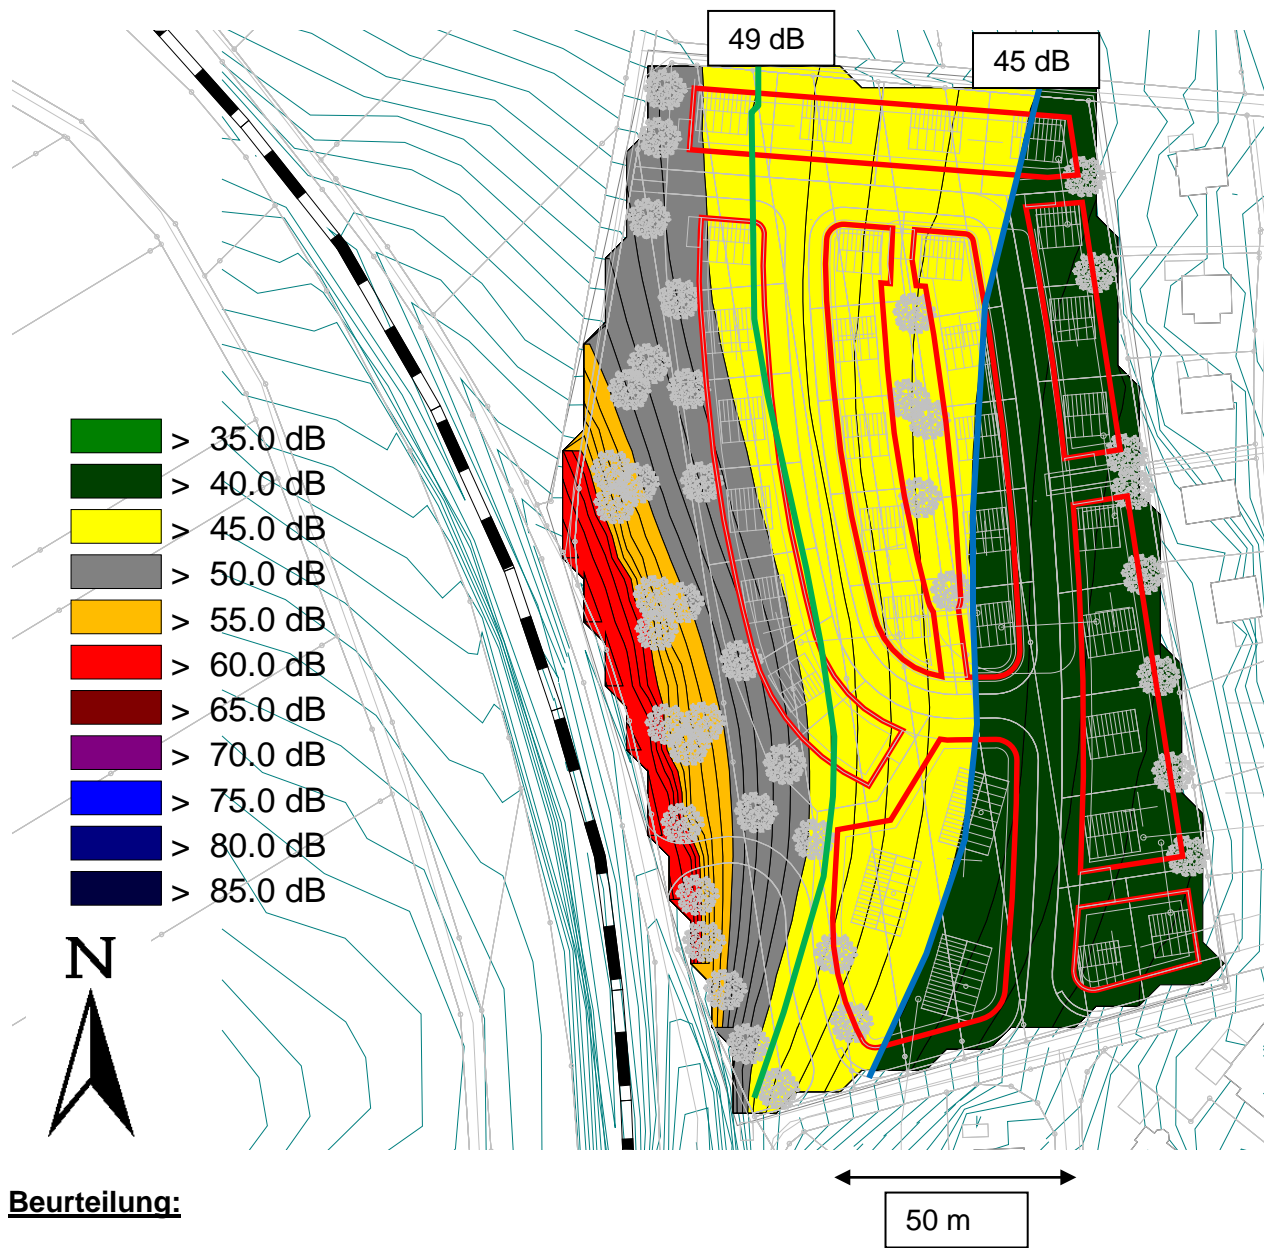 49 dB
45 dB
> 35.0 dB
> 40.0 dB
> 45.0 dB
> 50.0 dB
> 55.0 dB
> 60.0 dB
> 65.0 dB
> 70.0 dB
> 75.0 dB
> 80.0 dB
> 85.0 dB
N
Beurteilung:
50 m